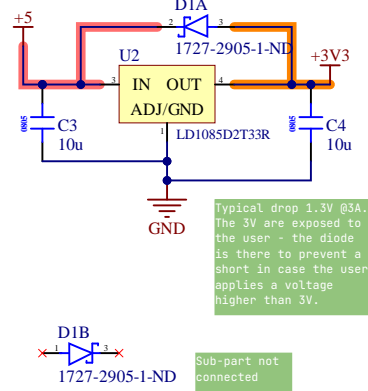 D1A
+5
2
3
1727-2905-1-ND
+3V3
U2
3
IN OUT
4
ADJ/GND
0805
C3
10u
1
LD1085D2T33R
0805
C4
10u
GND
Typical drop 1.3V @3A.
The 3V are exposed to
the user - the diode
is there to prevent a
short in case the user
applies a voltage
higher than 3V.
D1B
1
3
1727-2905-1-ND
Sub-part not
connected